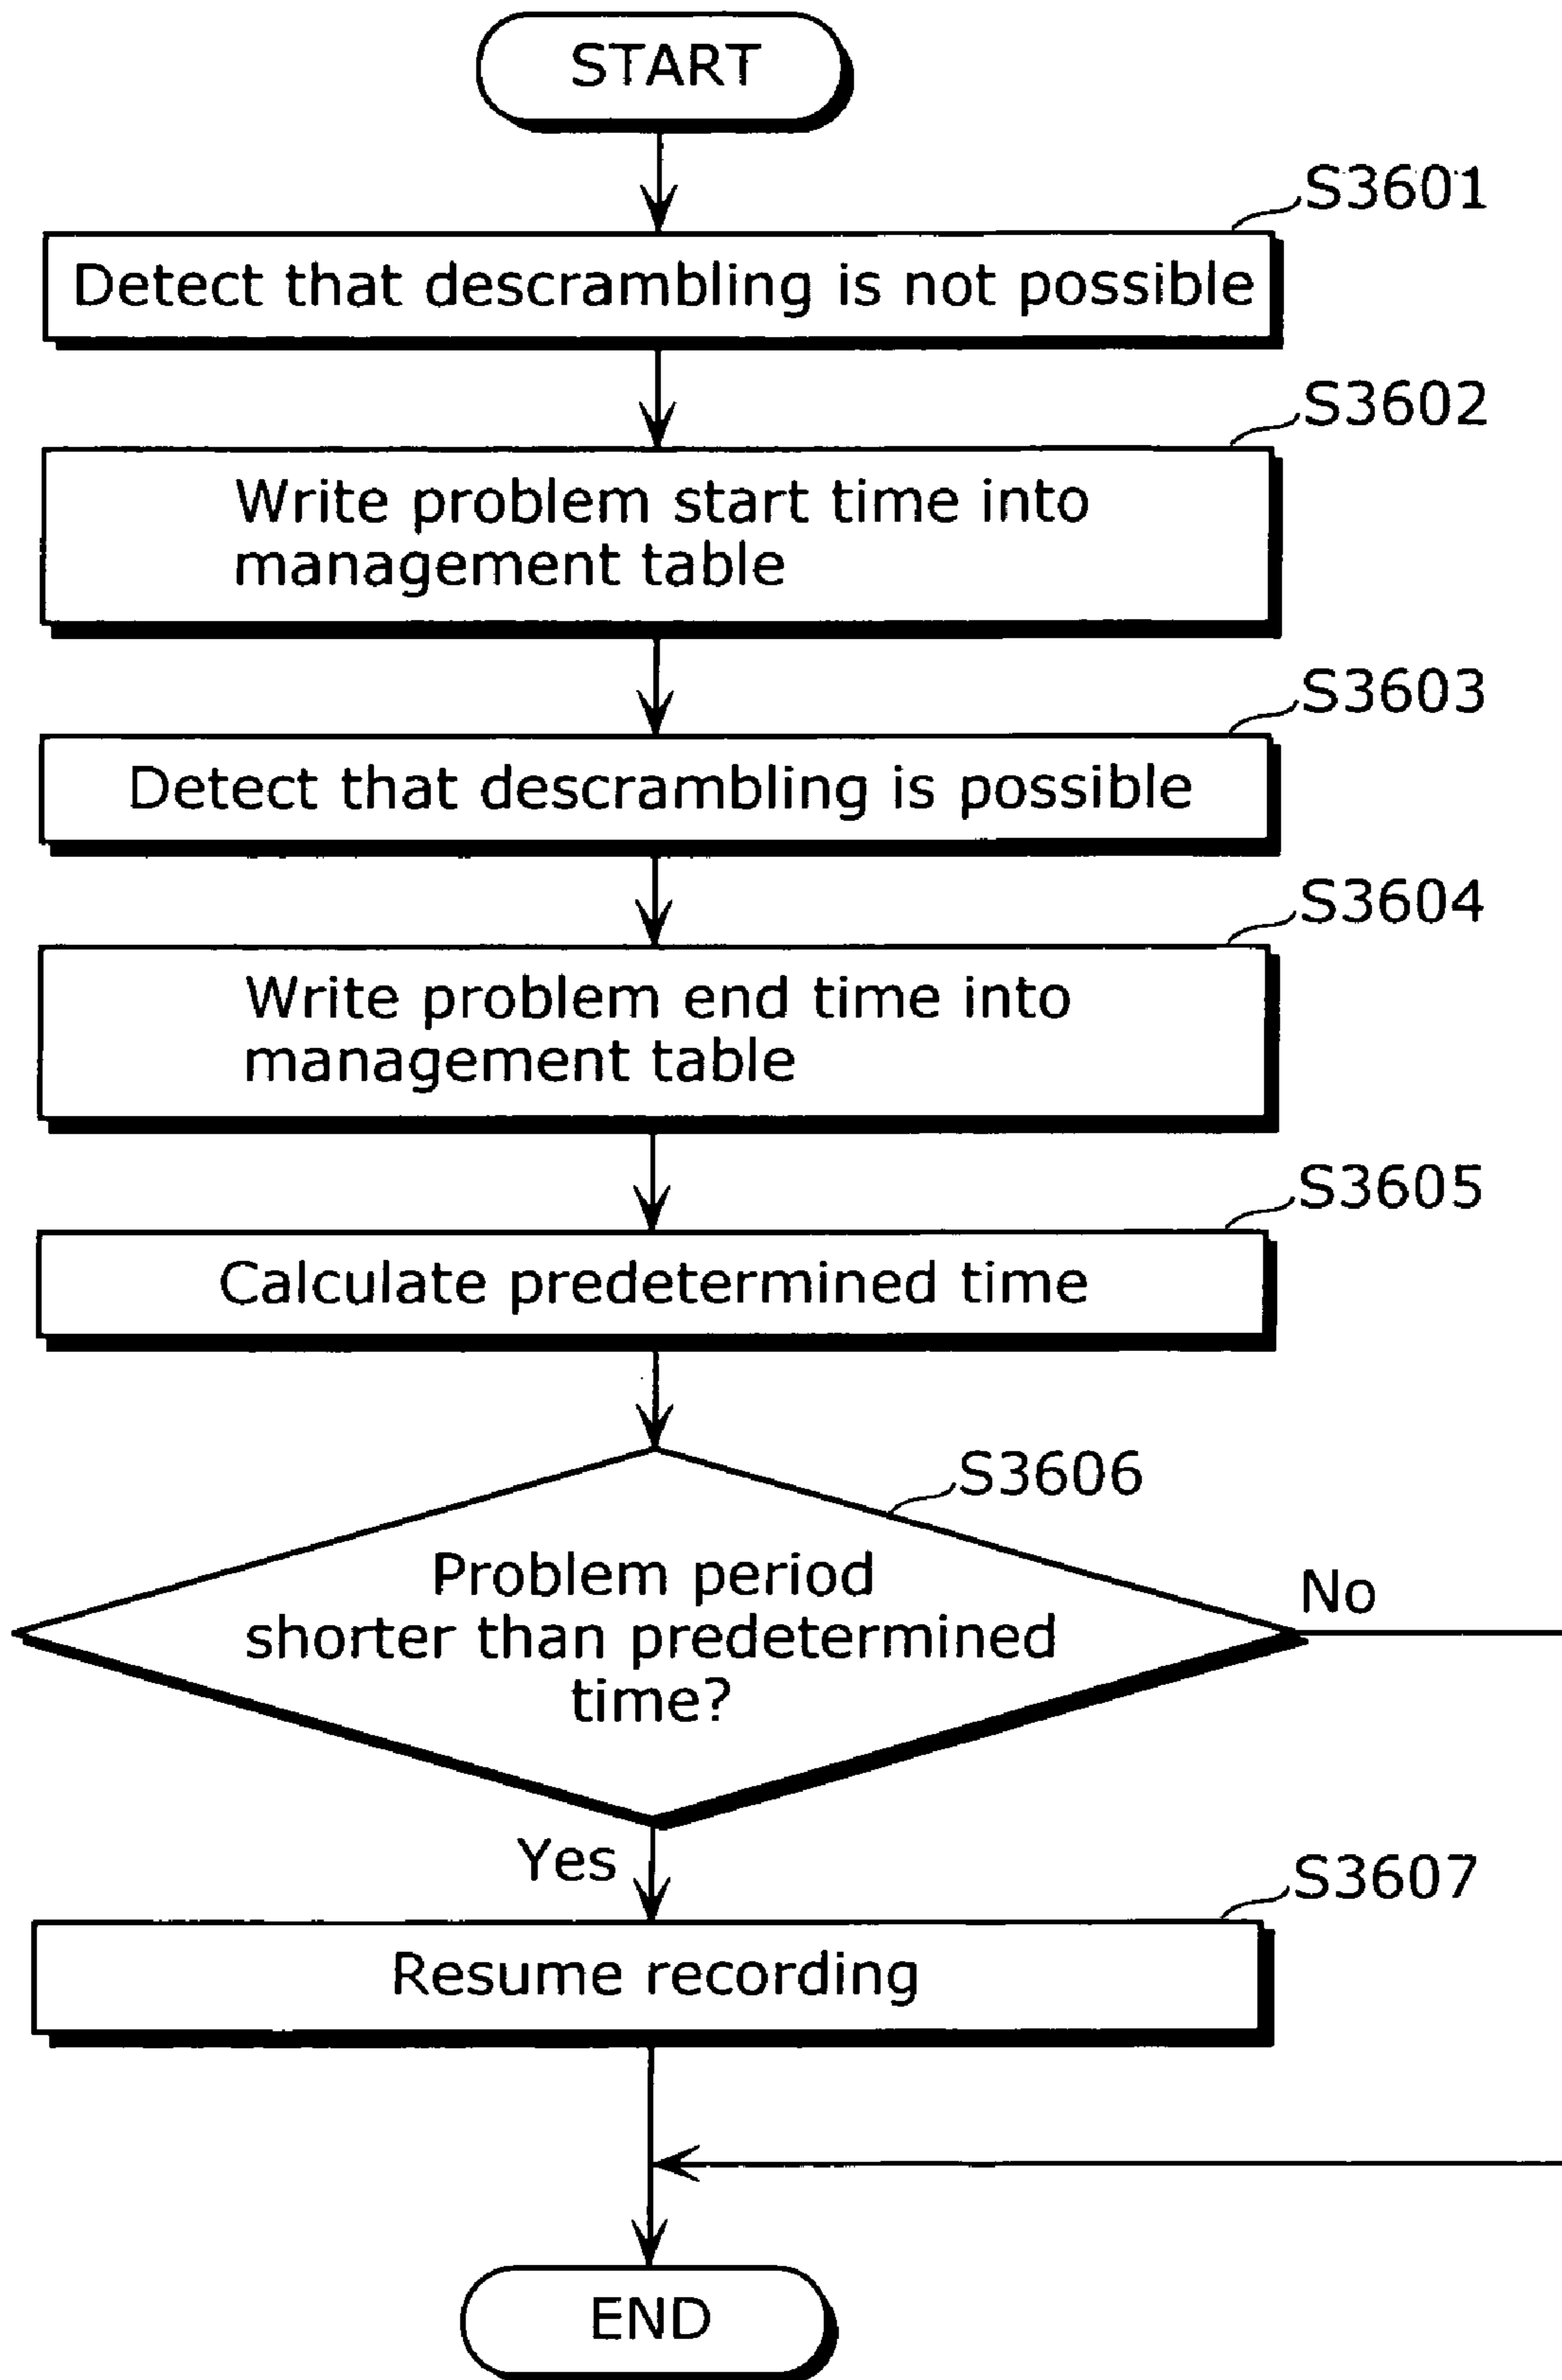 START
S3601
Detect that descrambling is not possible
S3602
Write problem start time into
management table
S3603
Detect that descrambling is possible
S3604
Write problem end time into
management table
S3605
Calculate predetermined time
S3606
Problem period
shorter than predetermined
time?
No
Yes
S3607
Resume recording
END